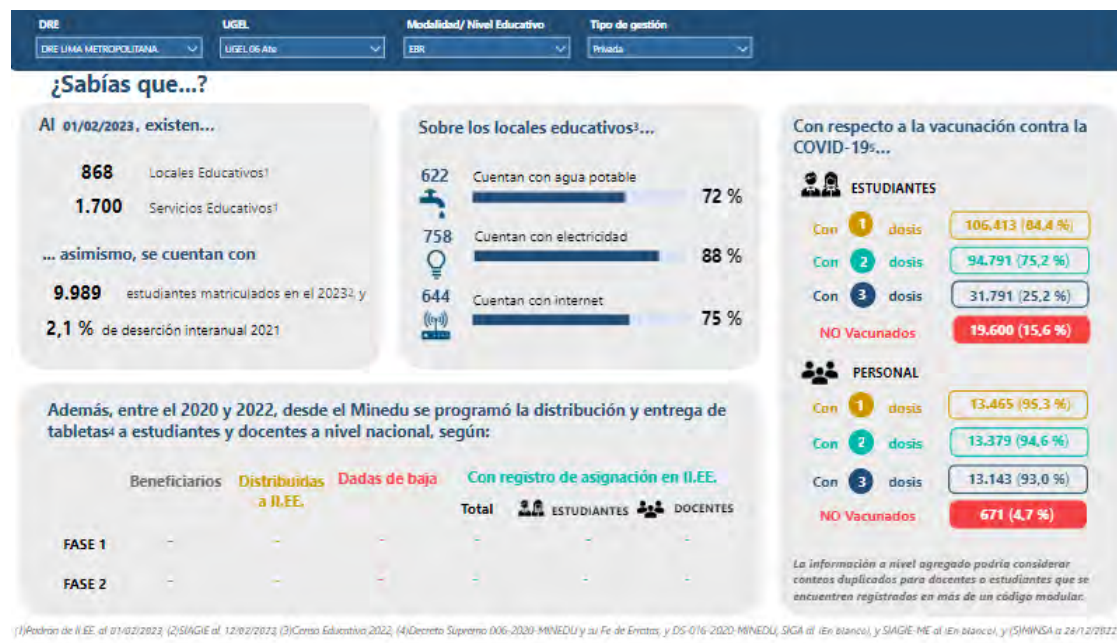 DRE
UGEL
Modalidad/ Nivel Educativo
Tipo de gestión
DRE LIMA METROPOLITANA
UGEL 06 Ate
EBR
Privada
¿Sabías que...?
Al 01/02/2023, existen...
868 Locales Educativos1
1.700 Servicios Educativos1
... asimismo, se cuentan con
9.989 estudiantes matriculados en el 20232 y
2,1 % de deserción interanual 2021
Sobre los locales educativos3...
622 Cuentan con agua potable
72 %
758 Cuentan con electricidad
88 %
644 Cuentan con internet
75 %
Con respecto a la vacunación contra la
COVID-195...
ESTUDIANTES
Con 1 dosis 106.413 (84,4 %)
Con 2 dosis 94.791 (75,2 %)
Con 3 dosis 31.791 (25,2 %)
NO Vacunados 19.600 (15,6 %)
PERSONAL
Con 1 dosis 13.465 (95,3 %)
Con 2 dosis 13.379 (94,6 %)
Con 3 dosis 13.143 (93,0 %)
NO Vacunados 671 (4,7 %)
La información a nivel agregado podría considerar
conteos duplicados para docentes o estudiantes que se
encuentren registrados en más de un código modular.
Además, entre el 2020 y 2022, desde el Minedu se programó la distribución y entrega de
tabletas4 a estudiantes y docentes a nivel nacional, según:
Beneficiarios Distribuidas Dadas de baja Con registro de asignación en II.EE.
a II.EE.
Total ESTUDIANTES DOCENTES
FASE 1 - - - - - -
FASE 2 - - - - - -
(1)Padrón de II.EE. al 01/02/2023, (2)SIAGIE al 12/02/2023, (3)Censo Educativo 2022, (4)Decreto Supremo 006-2020-MINEDU y su Fe de Erratas, y DS-016-2020-MINEDU, SIGA al (En blanco), y SIAGIE-ME al (En blanco), y (5)MINSA a